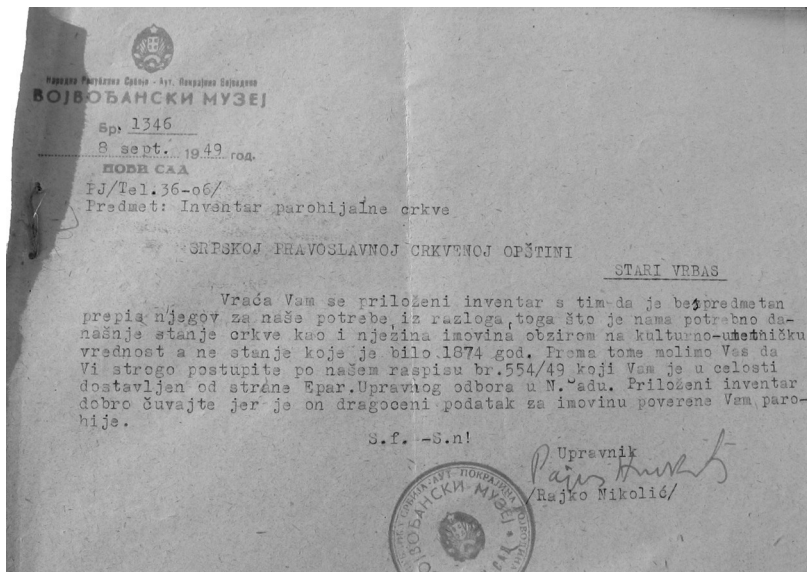 Народна Република Србија - Аут. Покрајина Војводина
ВОЈВОЂАНСКИ МУЗЕЈ
Бр. 1346
8 sept. 1949 год.
НОВИ САД
PJ/Tel.36-06/
Predmet: Inventar parohijalne crkve
SRPSKOJ PRAVOSLAVNOJ CRKVENOJ OPŠTINI
STARI VRBAS
Vraća Vam se priloženi inventar s tim da je bespredmetan
prepis njegov za naše potrebe, iz razloga, toga što je nama potrebno da-
našnje stanje crkve kao i njezina imovina obzirom na kulturno-umetničku
vrednost a ne stanje koje je bilo 1874 god. Prema tome molimo Vas da
Vi strogo postupite po našem raspisu br.554/49 koji Vam je u celosti
dostavljen od strane Epar.Upravnog odbora u N. Sadu. Priloženi inventar
dobro čuvajte jer je on dragoceni podatak za imovinu poverene Vam paro-
hije.
S.f. -S.n!
Upravnik
/Rajko Nikolić/
СРБИЈА-АУТ ПОКРАЈИНА ВОЈВОДИНА
ВОЈВОЂАНСКИ МУЗЕЈ
САД